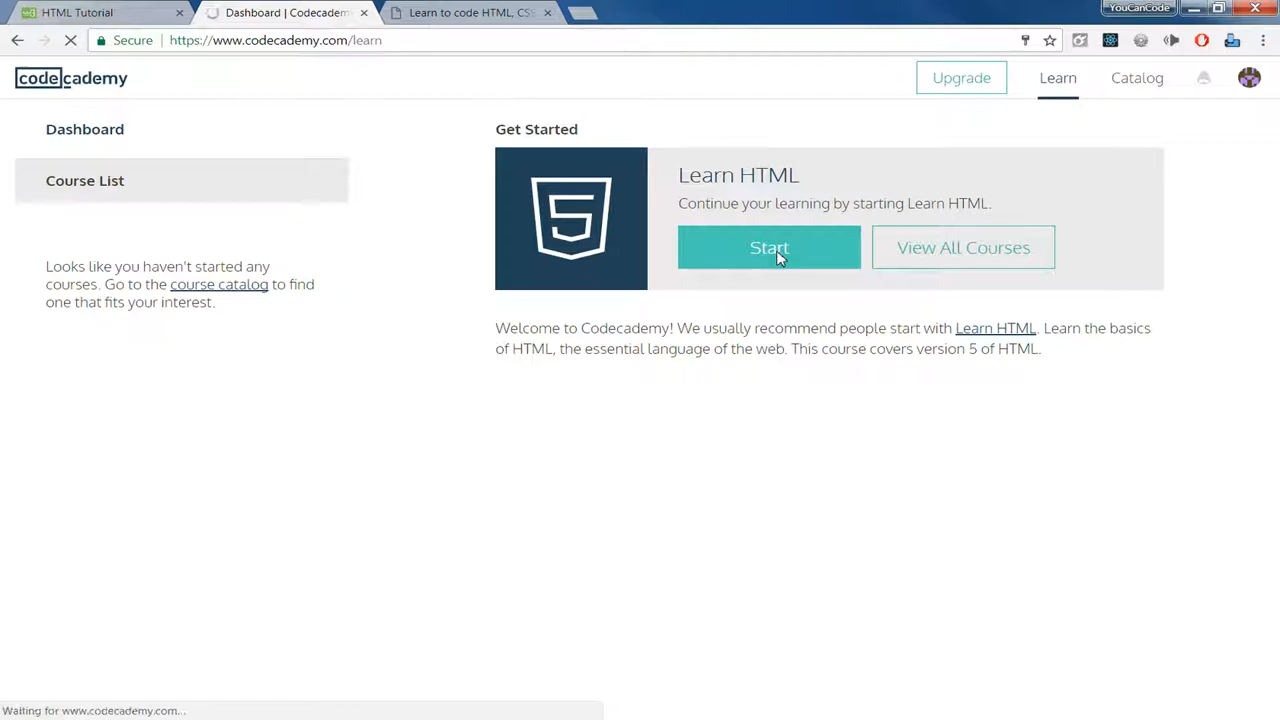 HTML Tutorial
Dashboard | Codecadem
Learn to code HTML, CSS
YouCanCode
Secure
https://www.codecademy.com/learn
codecademy
Upgrade
Learn
Catalog
Dashboard
Course List
Looks like you haven't started any
courses. Go to the course catalog to find
one that fits your interest.
Get Started
5
Learn HTML
Continue your learning by starting Learn HTML.
Start
View All Courses
Welcome to Codecademy! We usually recommend people start with Learn HTML. Learn the basics
of HTML, the essential language of the web. This course covers version 5 of HTML.
Waiting for www.codecademy.com...